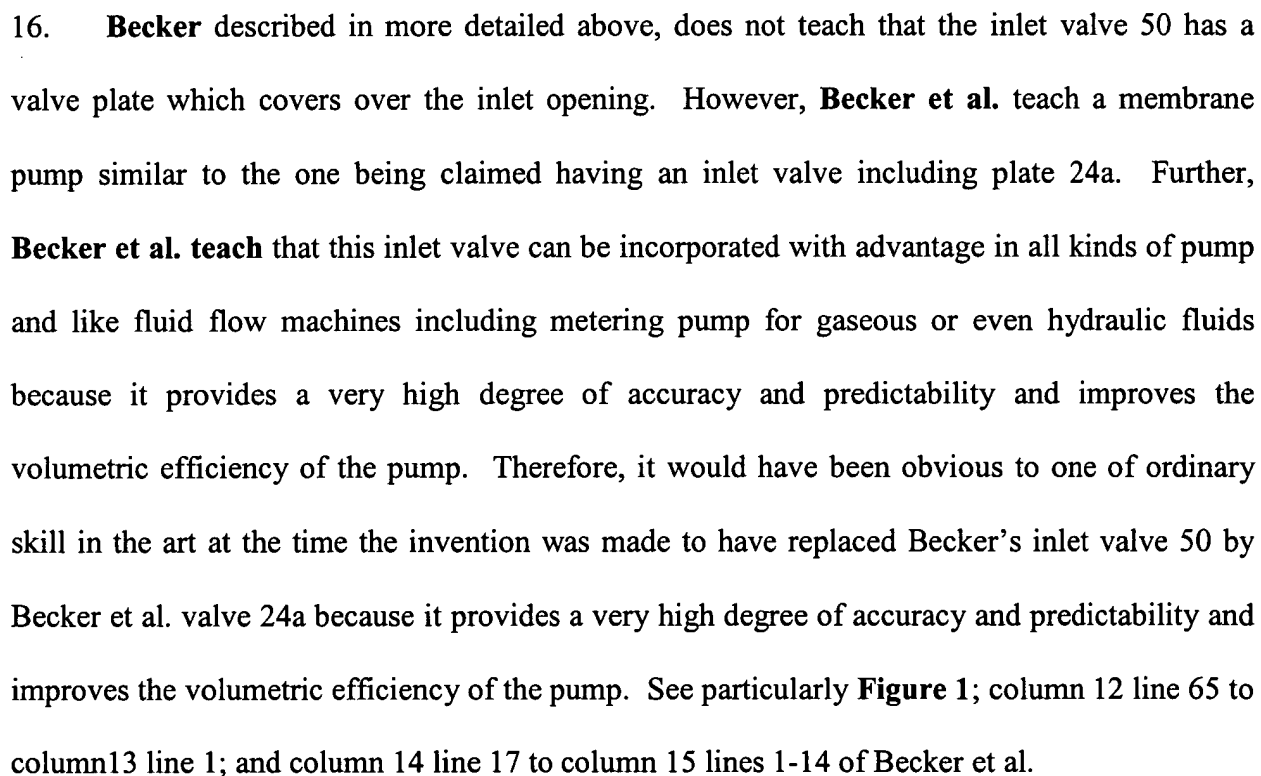 16. Becker described in more detailed above, does not teach that the inlet valve 50 has a
valve plate which covers over the inlet opening. However, Becker et al. teach a membrane
pump similar to the one being claimed having an inlet valve including plate 24a. Further,
Becker et al. teach that this inlet valve can be incorporated with advantage in all kinds of pump
and like fluid flow machines including metering pump for gaseous or even hydraulic fluids
because it provides a very high degree of accuracy and predictability and improves the
volumetric efficiency of the pump. Therefore, it would have been obvious to one of ordinary
skill in the art at the time the invention was made to have replaced Becker's inlet valve 50 by
Becker et al. valve 24a because it provides a very high degree of accuracy and predictability and
improves the volumetric efficiency of the pump. See particularly Figure 1; column 12 line 65 to
column13 line 1; and column 14 line 17 to column 15 lines 1-14 of Becker et al.